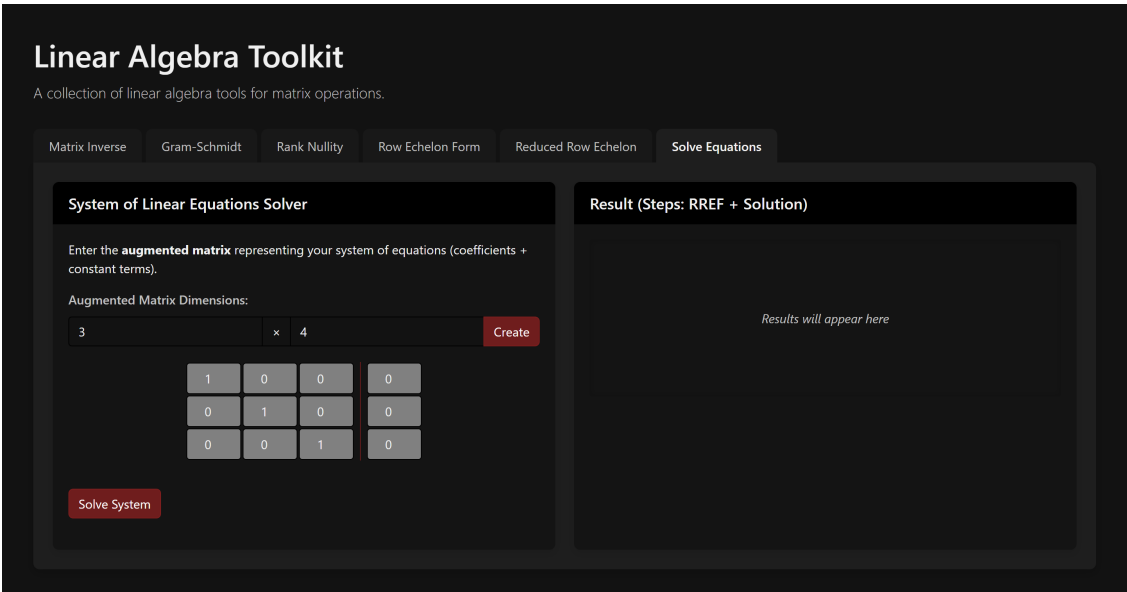 Linear Algebra Toolkit
A collection of linear algebra tools for matrix operations.
Matrix Inverse Gram-Schmidt Rank Nullity Row Echelon Form Reduced Row Echelon Solve Equations
System of Linear Equations Solver
Enter the augmented matrix representing your system of equations (coefficients +
constant terms).
Augmented Matrix Dimensions:
3 × 4 Create
1 0 0 0
0 1 0 0
0 0 1 0
Solve System
Result (Steps: RREF + Solution)
Results will appear here